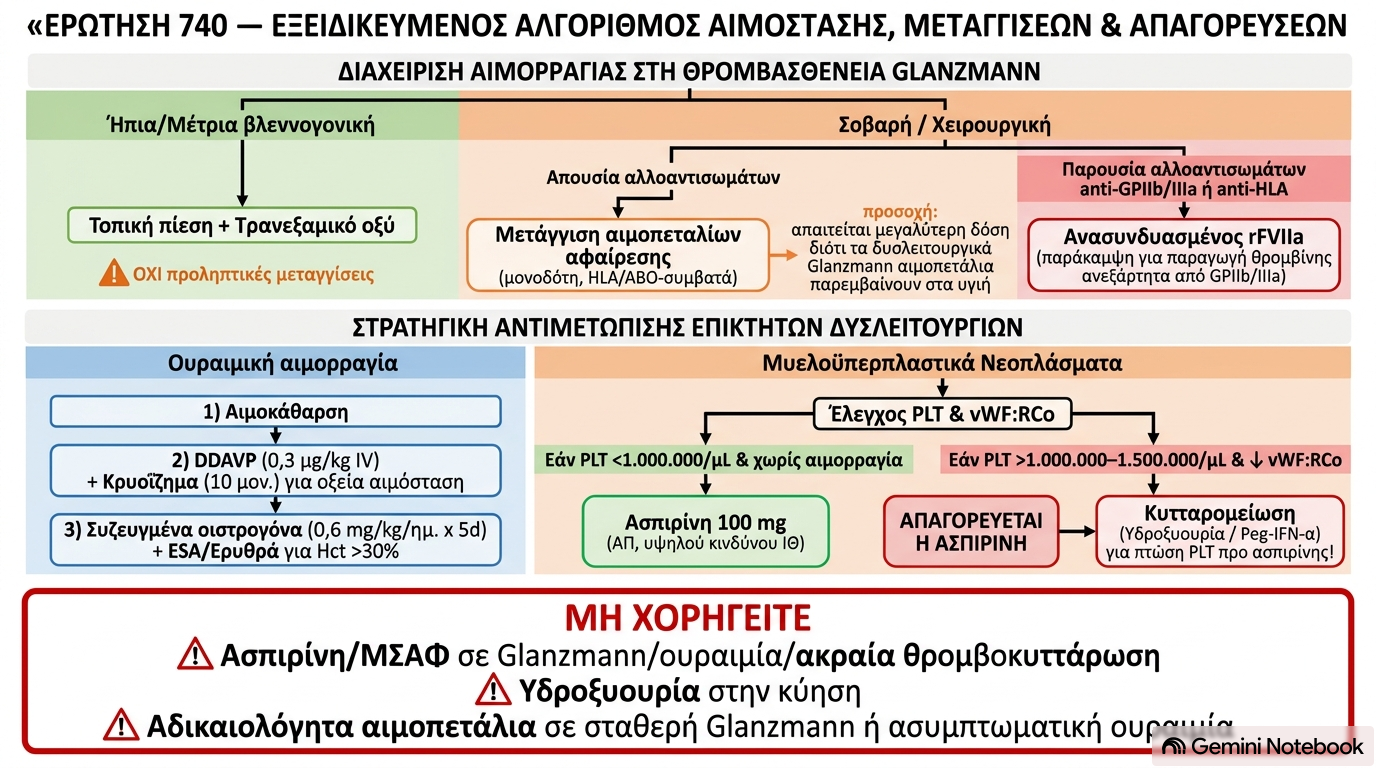 «ΕΡΩΤΗΣΗ 740 — ΕΞΕΙΔΙΚΕΥΜΕΝΟΣ ΑΛΓΟΡΙΘΜΟΣ ΑΙΜΟΣΤΑΣΗΣ, ΜΕΤΑΓΓΙΣΕΩΝ & ΑΠΑΓΟΡΕΥΣΕΩΝ
ΔΙΑΧΕΙΡΙΣΗ ΑΙΜΟΡΡΑΓΙΑΣ ΣΤΗ ΘΡΟΜΒΑΣΘΕΝΕΙΑ GLANZMANN
Ήπια/Μέτρια βλεννογονική
Τοπική πίεση + Τρανεξαμικό οξύ
ΟΧΙ προληπτικές μεταγγίσεις
Σοβαρή / Χειρουργική
Απουσία αλλοαντισωμάτων
Μετάγγιση αιμοπεταλίων
αφαίρεσης
(μονοδότη, HLA/ABO-συμβατά)
προσοχή:
απαιτείται μεγαλύτερη δόση
διότι τα δυσλειτουργικά
Glanzmann αιμοπετάλια
παρεμβαίνουν στα υγιή
Παρουσία αλλοαντισωμάτων
anti-GPIIb/IIIa ή anti-HLA
Ανασυνδυασμένος rFVIIa
(παράκαμψη για παραγωγή θρομβίνης
ανεξάρτητα από GPIIb/IIIa)
ΣΤΡΑΤΗΓΙΚΗ ΑΝΤΙΜΕΤΩΠΙΣΗΣ ΕΠΙΚΤΗΤΩΝ ΔΥΣΛΕΙΤΟΥΡΓΙΩΝ
Ουραιμική αιμορραγία
1) Αιμοκάθαρση
2) DDAVP (0,3 μg/kg IV)
+ Κρυοΐζημα (10 μον.) για οξεία αιμόσταση
3) Συζευγμένα οιστρογόνα (0,6 mg/kg/ημ. x 5d)
+ ESA/Ερυθρά για Hct >30%
Μυελοϋπερπλαστικά Νεοπλάσματα
Έλεγχος PLT & vWF:RCo
Εάν PLT <1.000.000/μL & χωρίς αιμορραγία
Ασπιρίνη 100 mg
(ΑΠ, υψηλού κινδύνου ΙΘ)
Εάν PLT >1.000.000–1.500.000/μL & ↓ vWF:RCo
ΑΠΑΓΟΡΕΥΕΤΑΙ
Η ΑΣΠΙΡΙΝΗ
Κυτταρομείωση
(Υδροξυουρία / Peg-IFN-α)
για πτώση PLT προ ασπιρίνης!
ΜΗ ΧΟΡΗΓΕΙΤΕ
Ασπιρίνη/ΜΣΑΦ σε Glanzmann/ουραιμία/ακραία θρομβοκυττάρωση
Υδροξυουρία στην κύηση
Αδικαιολόγητα αιμοπετάλια σε σταθερή Glanzmann ή ασυμπτωματική ουραιμία
Gemini Notebook